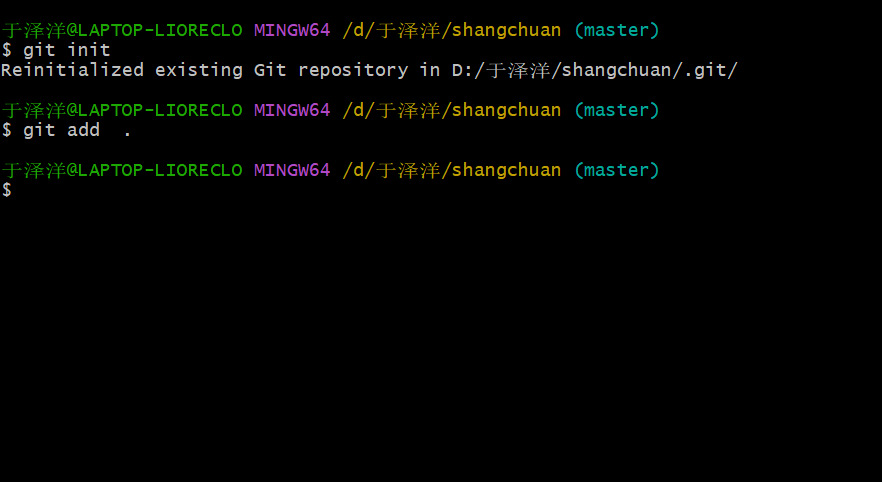 于泽洋@LAPTOP-LIORECLO MINGW64 /d/于泽洋/shangchuan (master)
$ git init
Reinitialized existing Git repository in D:/于泽洋/shangchuan/.git/
于泽洋@LAPTOP-LIORECLO MINGW64 /d/于泽洋/shangchuan (master)
$ git add  .
于泽洋@LAPTOP-LIORECLO MINGW64 /d/于泽洋/shangchuan (master)
$